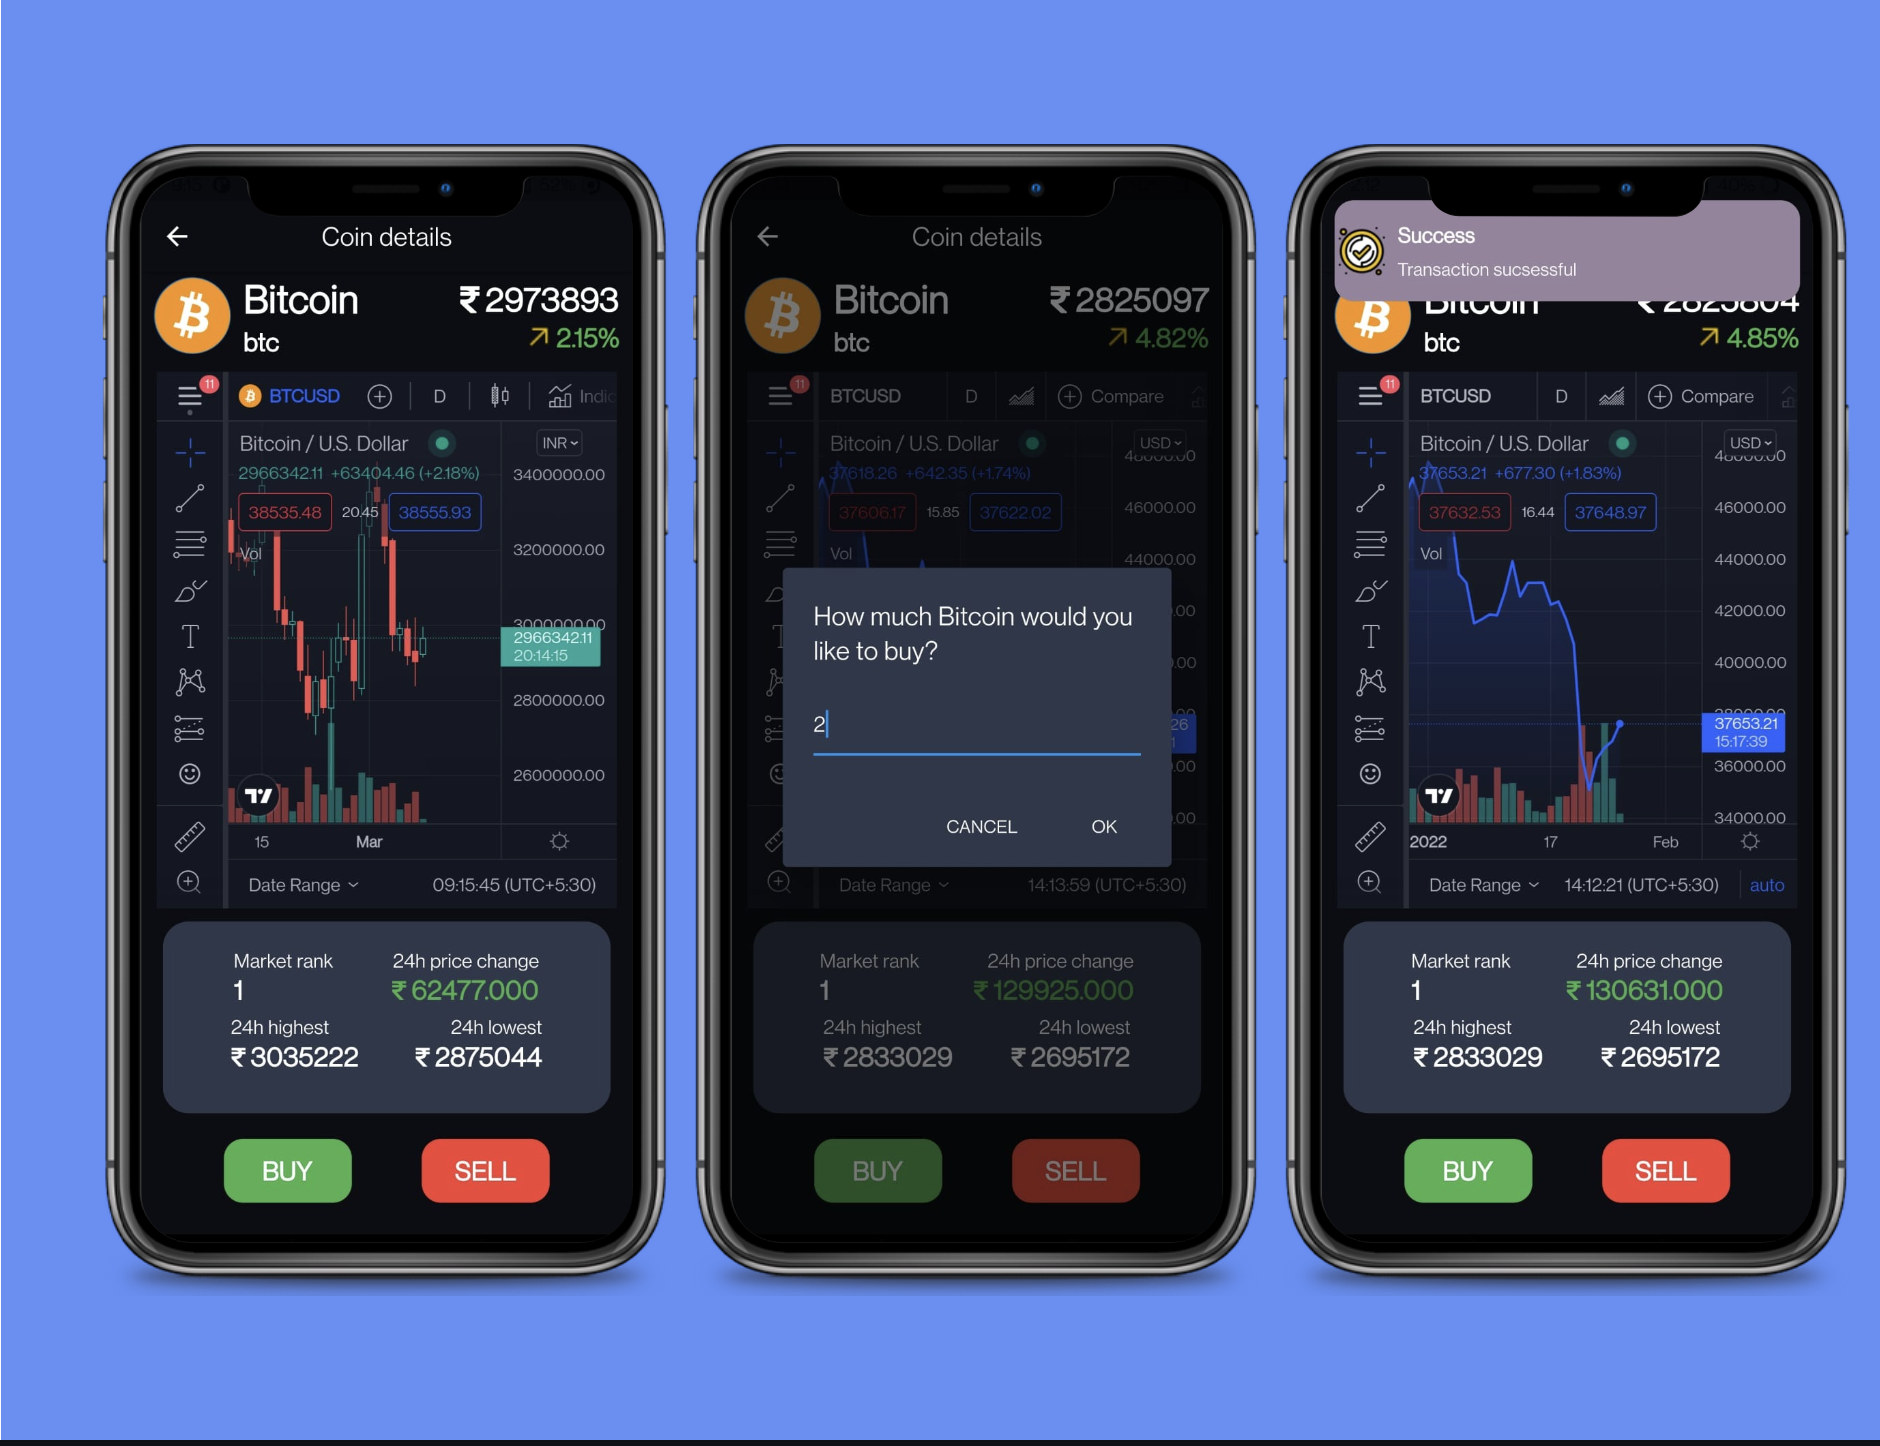 Coin details
Bitcoin
₹ 2973893
btc
2.15%
11
BTCUSD
D
Indic
Bitcoin / U.S. Dollar
INR
2966342.11 +63404.46 (+2.18%)
38535.48
20.45
38555.93
Vol
3400000.00
3200000.00
3000000.00
2966342.11
20:14:15
2800000.00
2600000.00
15
Mar
Date Range
09:15:45 (UTC+5:30)
Market rank
24h price change
1
₹ 62477.000
24h highest
24h lowest
₹ 3035222
₹ 2875044
BUY
SELL
Coin details
Bitcoin
₹ 2825097
btc
4.82%
11
BTCUSD
D
Compare
Bitcoin / U.S. Dollar
USD
37618.26 +642.35 (+1.74%)
37606.17
15.85
37622.02
Vol
48000.00
46000.00
44000.00
How much Bitcoin would you
like to buy?
2
CANCEL
OK
Date Range
14:13:59 (UTC+5:30)
Market rank
24h price change
1
₹ 129925.000
24h highest
24h lowest
₹ 2833029
₹ 2695172
BUY
SELL
Success
Transaction sucsessful
Bitcoin
₹ 2825804
btc
4.85%
11
BTCUSD
D
Compare
Bitcoin / U.S. Dollar
USD
37653.21 +677.30 (+1.83%)
37632.53
16.44
37648.97
Vol
48000.00
46000.00
44000.00
42000.00
40000.00
38000.00
37653.21
15:17:39
36000.00
34000.00
2022
17
Feb
Date Range
14:12:21 (UTC+5:30)
auto
Market rank
24h price change
1
₹ 130631.000
24h highest
24h lowest
₹ 2833029
₹ 2695172
BUY
SELL